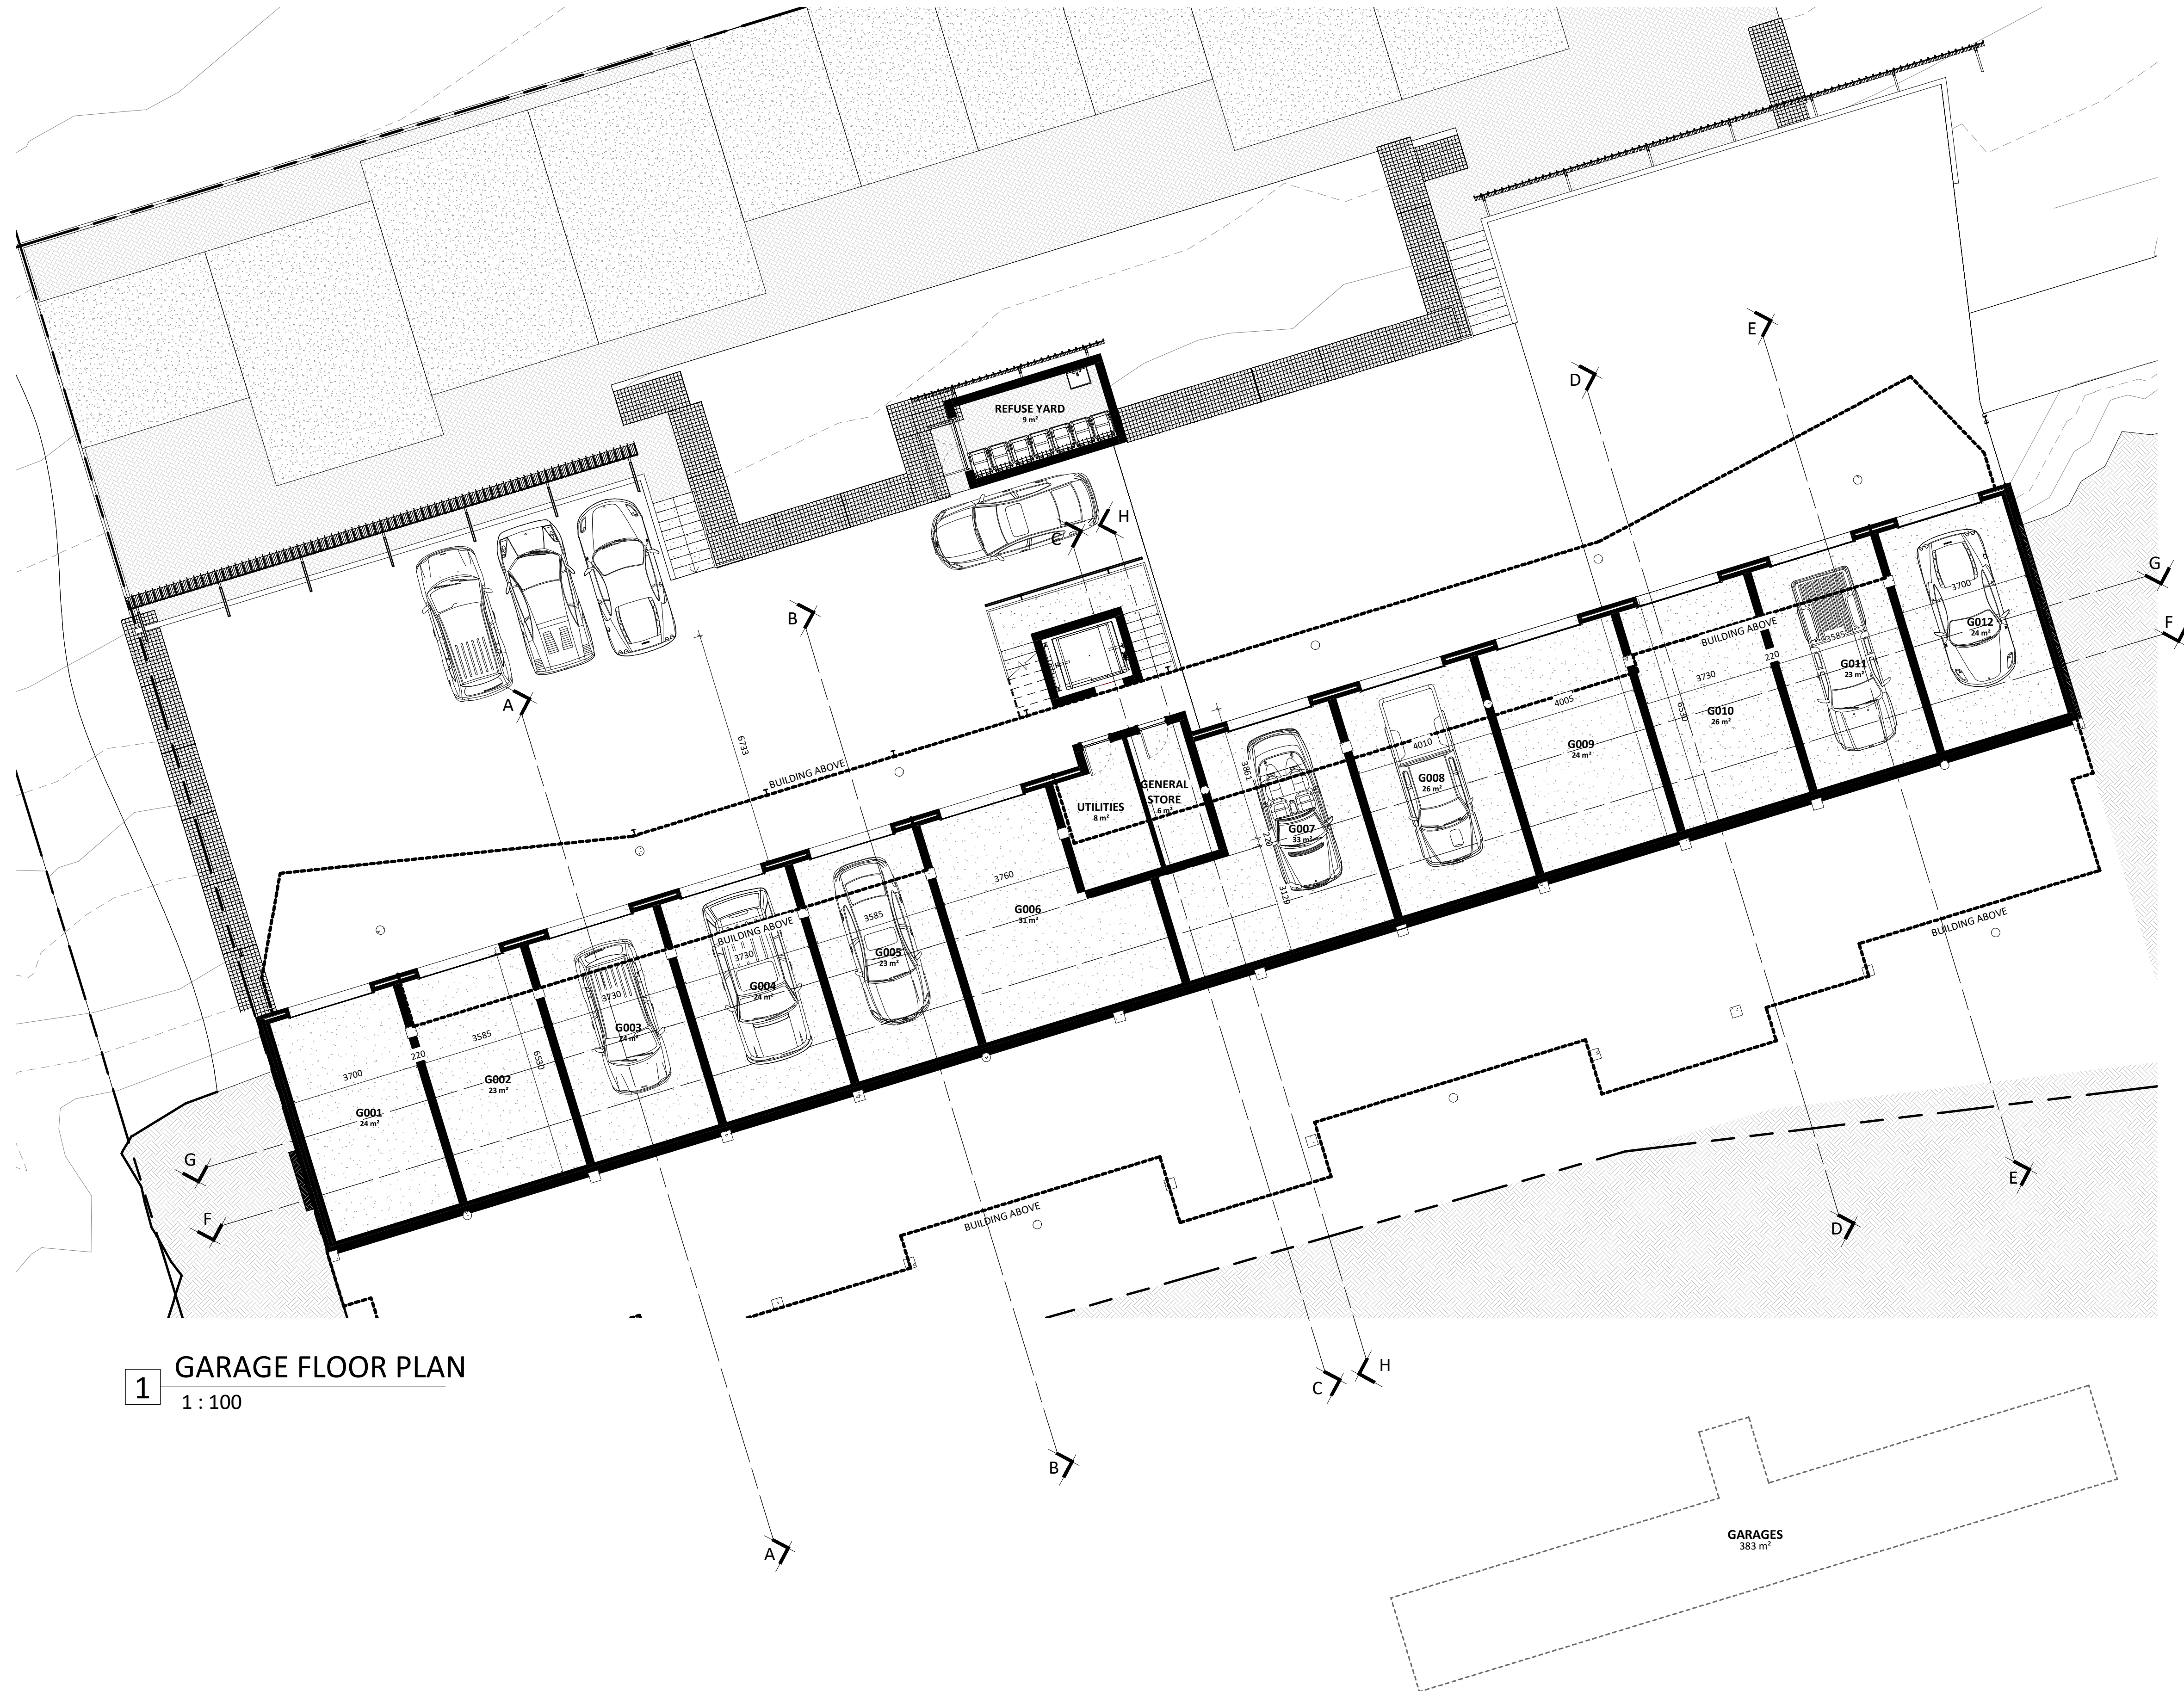 E
D
REFUSE YARD
9 m²
H
C
B
A
G
F
3700
G012
24 m²
BUILDING ABOVE
3585
220
G011
23 m²
3730
6530
G010
26 m²
4005
G009
24 m²
4010
G008
26 m²
6733
BUILDING ABOVE
3861
GENERAL
STORE
6 m²
UTILITIES
8 m²
G007
33 m²
220
3129
3760
G006
31 m²
3585
BUILDING ABOVE
G005
23 m²
3730
G004
24 m²
3730
G003
24 m²
3585
6530
220
G002
23 m²
3700
G001
24 m²
BUILDING ABOVE
BUILDING ABOVE
G
F
E
D
H
C
B
A
1
GARAGE FLOOR PLAN
1 : 100
GARAGES
383 m²